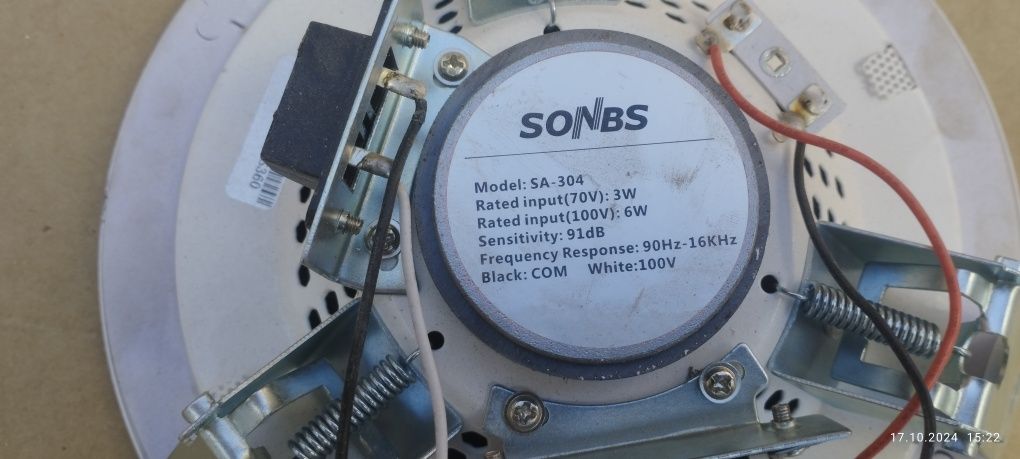 SONBS
Model: SA-304
Rated input(70V): 3W
Rated input(100V): 6W
Sensitivity: 91dB
Frequency Response: 90Hz-16KHz
Black: COM White:100V
360
17.10.2024 15:22